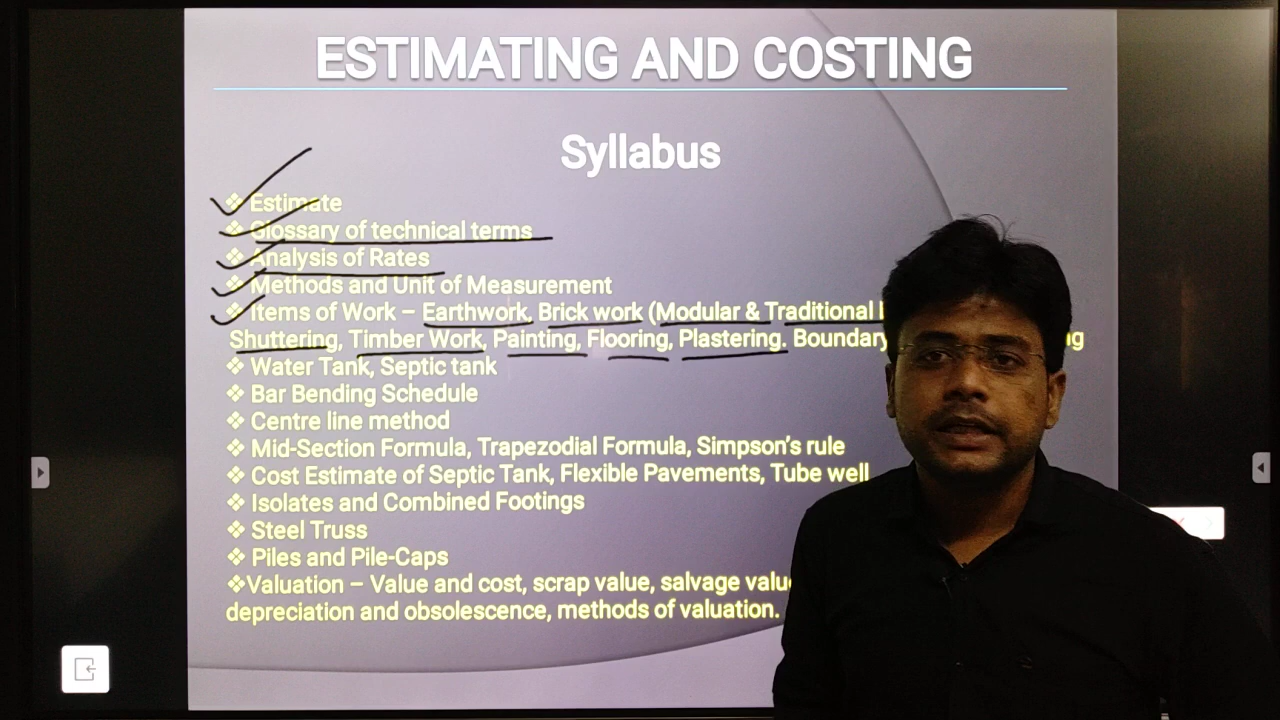 ESTIMATING AND COSTING
Syllabus
❖ Estimate
❖ Glossary of technical terms
❖ Analysis of Rates
❖ Methods and Unit of Measurement
❖ Items of Work – Earthwork, Brick work (Modular & Traditional
Shuttering, Timber Work, Painting, Flooring, Plastering. Boundary
❖ Water Tank, Septic tank
❖ Bar Bending Schedule
❖ Centre line method
❖ Mid-Section Formula, Trapezodial Formula, Simpson's rule
❖ Cost Estimate of Septic Tank, Flexible Pavements, Tube well
❖ Isolates and Combined Footings
❖ Steel Truss
❖ Piles and Pile-Caps
❖Valuation – Value and cost, scrap value, salvage
depreciation and obsolescence, methods of valuation.